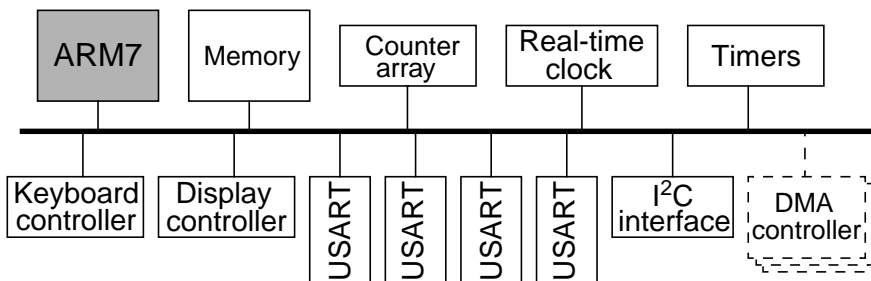 ARM7
Memory
Counter
array
Real-time
clock
Timers
Keyboard
controller
Display
controller
USART
USART
USART
USART
I²C
interface
DMA
controller